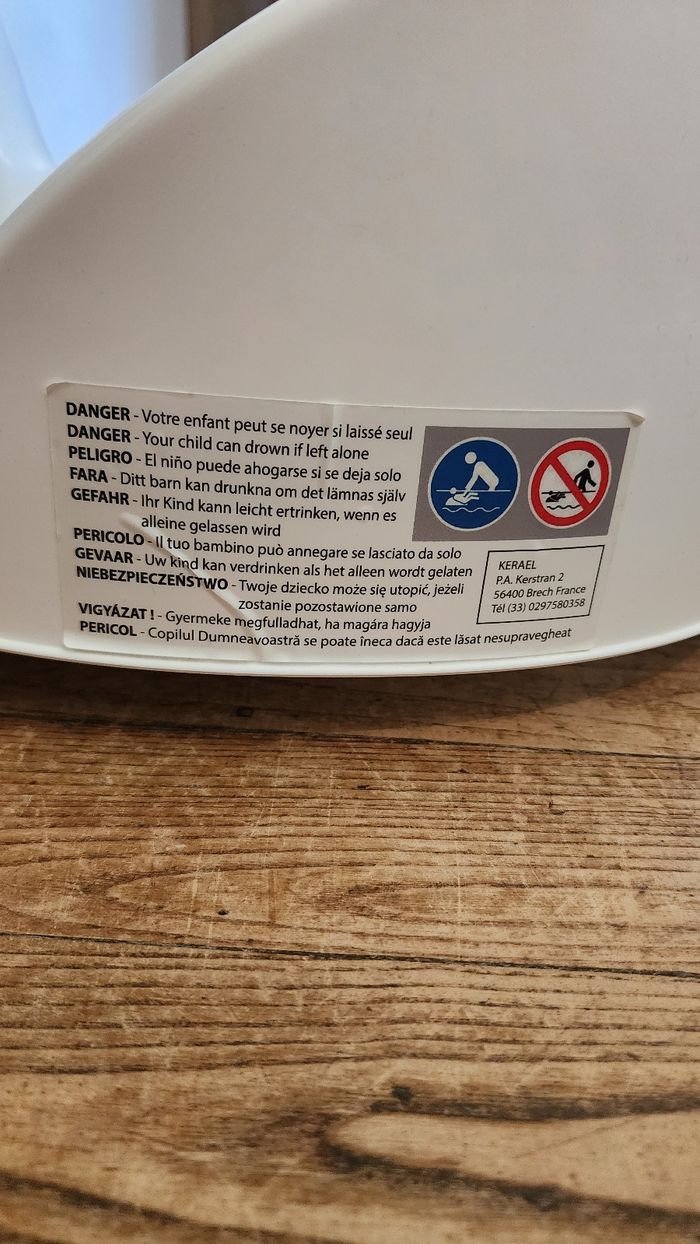 DANGER - Votre enfant peut se noyer si laissé seul
DANGER - Your child can drown if left alone
PELIGRO - El niño puede ahogarse si se deja solo
FARA - Ditt barn kan drunkna om det lämnas själv
GEFAHR - Ihr Kind kann leicht ertrinken, wenn es
alleine gelassen wird
PERICOLO - Il tuo bambino può annegare se lasciato da solo
GEVAAR - Uw kind kan verdrinken als het alleen wordt gelaten
NIEBEZPIECZEŃSTWO - Twoje dziecko może się utopić, jeżeli
zostanie pozostawione samo
VIGYÁZAT ! - Gyermeke megfulladhat, ha magára hagyja
PERICOL - Copilul Dumneavoastră se poate îneca dacă este lăsat nesupravegheat
KERAEL
P.A. Kerstran 2
56400 Brech France
Tél (33) 0297580358